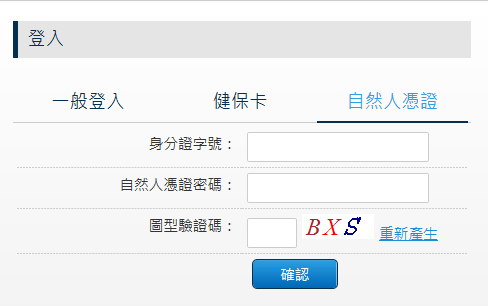 登入
一般登入 健保卡 自然人憑證
身分證字號：
自然人憑證密碼：
圖型驗證碼： BXS 重新產生
確認